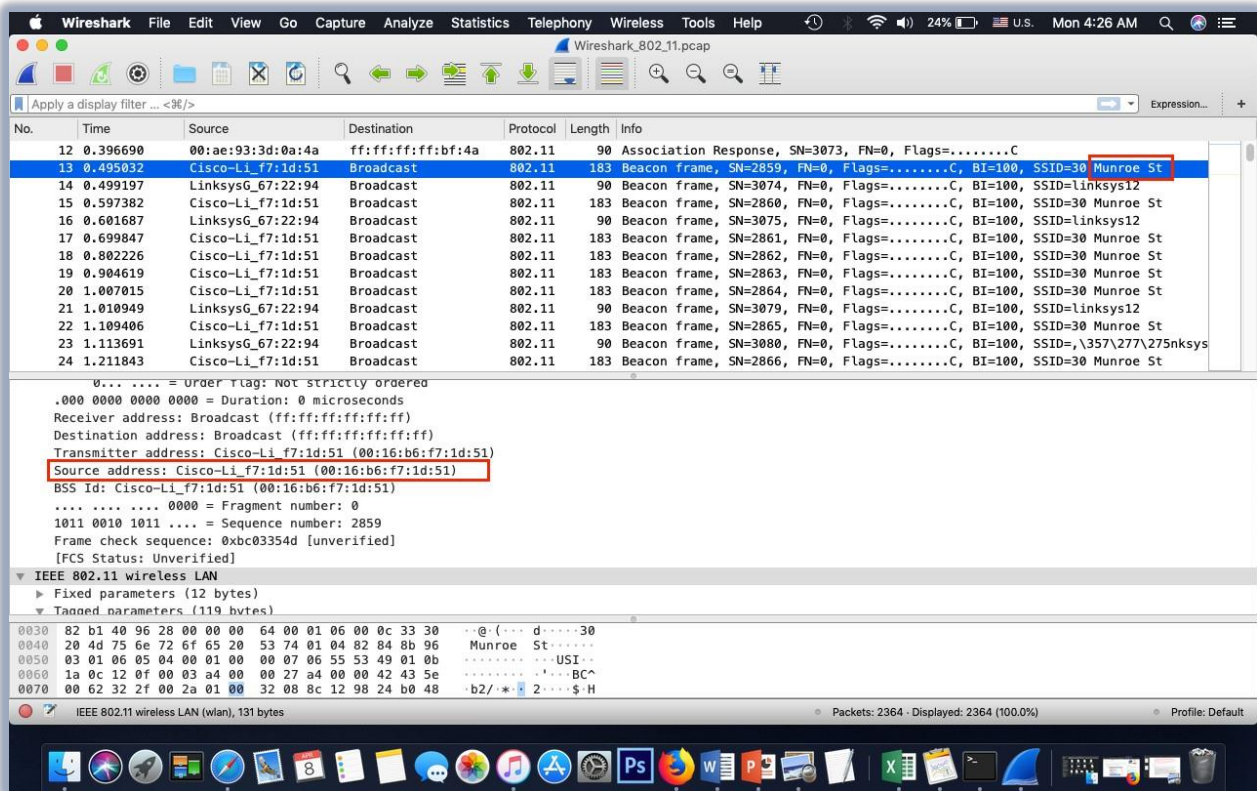 Wireshark File Edit View Go Capture Analyze Statistics Telephony Wireless Tools Help 24% U.S. Mon 4:26 AM
Wireshark_802_11.pcap
Apply a display filter ... <⌘/> Expression... +
No. Time Source Destination Protocol Length Info
12 0.396690 00:ae:93:3d:0a:4a ff:ff:ff:ff:bf:4a 802.11 90 Association Response, SN=3073, FN=0, Flags=........C
13 0.495032 Cisco-Li_f7:1d:51 Broadcast 802.11 183 Beacon frame, SN=2859, FN=0, Flags=........C, BI=100, SSID=30 Munroe St
14 0.499197 LinksysG_67:22:94 Broadcast 802.11 90 Beacon frame, SN=3074, FN=0, Flags=........C, BI=100, SSID=linksys12
15 0.597382 Cisco-Li_f7:1d:51 Broadcast 802.11 183 Beacon frame, SN=2860, FN=0, Flags=........C, BI=100, SSID=30 Munroe St
16 0.601687 LinksysG_67:22:94 Broadcast 802.11 90 Beacon frame, SN=3075, FN=0, Flags=........C, BI=100, SSID=linksys12
17 0.699847 Cisco-Li_f7:1d:51 Broadcast 802.11 183 Beacon frame, SN=2861, FN=0, Flags=........C, BI=100, SSID=30 Munroe St
18 0.802226 Cisco-Li_f7:1d:51 Broadcast 802.11 183 Beacon frame, SN=2862, FN=0, Flags=........C, BI=100, SSID=30 Munroe St
19 0.904619 Cisco-Li_f7:1d:51 Broadcast 802.11 183 Beacon frame, SN=2863, FN=0, Flags=........C, BI=100, SSID=30 Munroe St
20 1.007015 Cisco-Li_f7:1d:51 Broadcast 802.11 183 Beacon frame, SN=2864, FN=0, Flags=........C, BI=100, SSID=30 Munroe St
21 1.010949 LinksysG_67:22:94 Broadcast 802.11 90 Beacon frame, SN=3079, FN=0, Flags=........C, BI=100, SSID=linksys12
22 1.109406 Cisco-Li_f7:1d:51 Broadcast 802.11 183 Beacon frame, SN=2865, FN=0, Flags=........C, BI=100, SSID=30 Munroe St
23 1.113691 LinksysG_67:22:94 Broadcast 802.11 90 Beacon frame, SN=3080, FN=0, Flags=........C, BI=100, SSID=,\357\277\275nksys
24 1.211843 Cisco-Li_f7:1d:51 Broadcast 802.11 183 Beacon frame, SN=2866, FN=0, Flags=........C, BI=100, SSID=30 Munroe St
0... .... = Order flag: Not strictly ordered
.000 0000 0000 0000 = Duration: 0 microseconds
Receiver address: Broadcast (ff:ff:ff:ff:ff:ff)
Destination address: Broadcast (ff:ff:ff:ff:ff:ff)
Transmitter address: Cisco-Li_f7:1d:51 (00:16:b6:f7:1d:51)
Source address: Cisco-Li_f7:1d:51 (00:16:b6:f7:1d:51)
BSS Id: Cisco-Li_f7:1d:51 (00:16:b6:f7:1d:51)
.... .... .... 0000 = Fragment number: 0
1011 0010 1011 .... = Sequence number: 2859
Frame check sequence: 0xbc03354d [unverified]
[FCS Status: Unverified]
IEEE 802.11 wireless LAN
Fixed parameters (12 bytes)
Tagged parameters (119 bytes)
0030 82 b1 40 96 28 00 00 00 64 00 01 06 00 0c 33 30 ··@·(··· d·····30
0040 20 4d 75 6e 72 6f 65 20 53 74 01 04 82 84 8b 96 Munroe St······
0050 03 01 06 05 04 00 01 00 00 07 06 55 53 49 01 0b ········ ···USI··
0060 1a 0c 12 0f 00 03 a4 00 00 27 a4 00 00 42 43 5e ········ ·'···BC^
0070 00 62 32 2f 00 2a 01 00 32 08 8c 12 98 24 b0 48 ·b2/·*·· 2····$·H
IEEE 802.11 wireless LAN (wlan), 131 bytes Packets: 2364 · Displayed: 2364 (100.0%) Profile: Default
8 Ps W P X